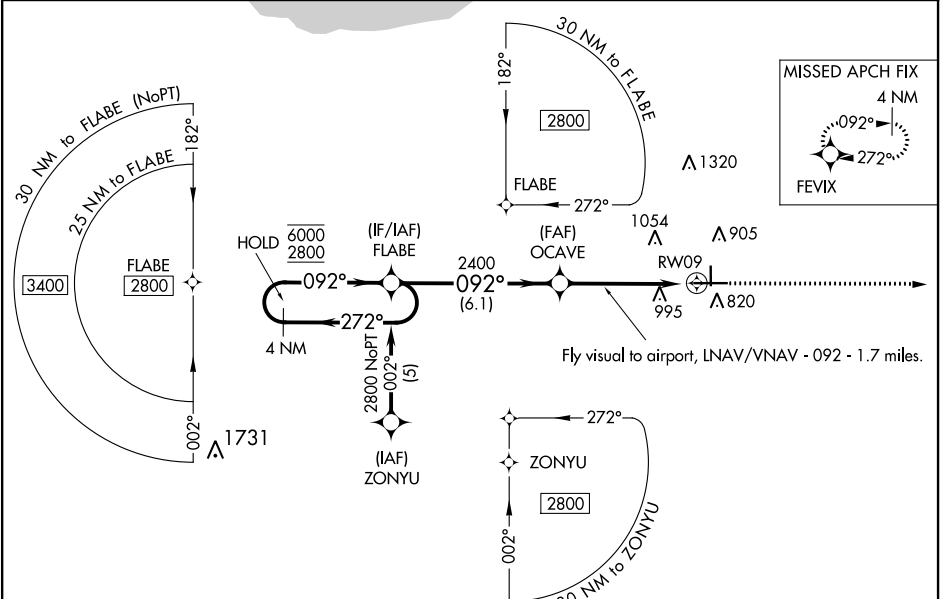 30 NM to FLABE (NoPT)
182°
25 NM to FLABE
3400
FLABE
2800
002°
1731
30 NM to FLABE
182°
2800
FLABE
272°
1320
MISSED APCH FIX
4 NM
092°
272°
FEVIX
HOLD
6000
2800
(IF/IAF)
FLABE
092°
272°
4 NM
2400
092°
(6.1)
(FAF)
OCAVE
1054
905
RW09
995
820
Fly visual to airport, LNAV/VNAV - 092 - 1.7 miles.
2800 NoPT
002°
(5)
(IAF)
ZONYU
272°
ZONYU
2800
002°
30 NM to ZONYU